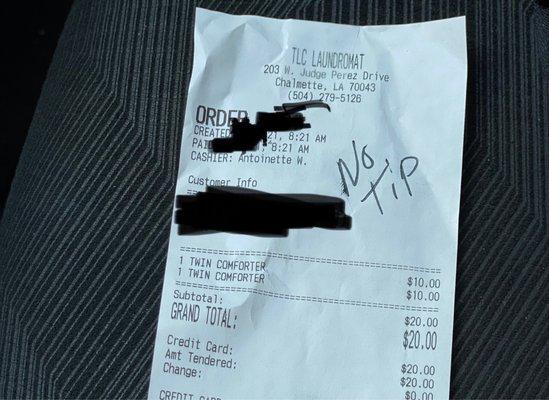 TLC LAUNDROMAT
203 W. Judge Perez Drive
Chalmette, LA 70043
(504) 279-5126
ORDER
CREATED 21, 8:21 AM
PAI 8:21 AM
CASHIER: Antoinette W.
No Tip
Customer Info
1 TWIN COMFORTER $10.00
1 TWIN COMFORTER $10.00
Subtotal: $20.00
GRAND TOTAL: $20.00
Credit Card: $20.00
Amt Tendered: $20.00
Change: $0.00
CREDIT CARD